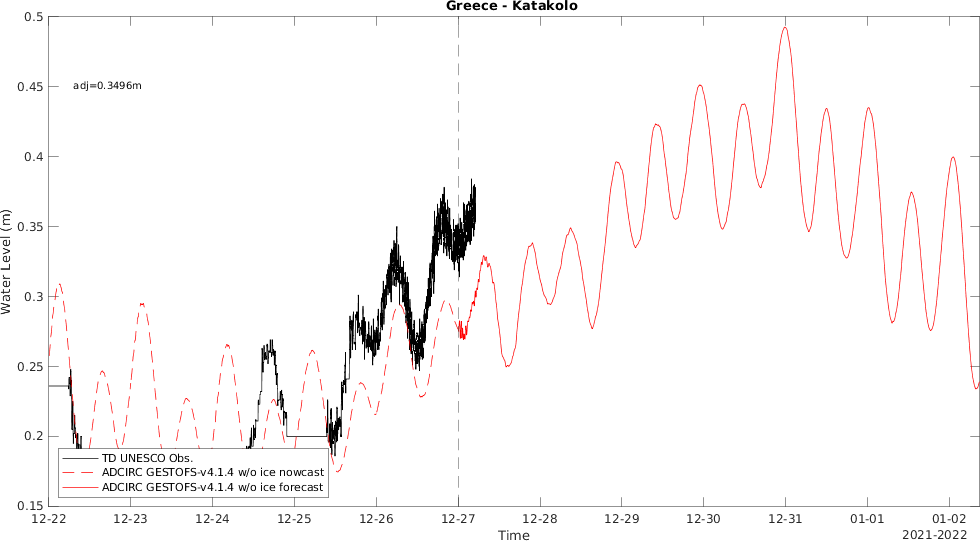 Greece - Katakolo
adj=0.3496m
Water Level (m)
0.5
0.45
0.4
0.35
0.3
0.25
0.2
0.15
TD UNESCO Obs.
ADCIRC GESTOFS-v4.1.4 w/o ice nowcast
ADCIRC GESTOFS-v4.1.4 w/o ice forecast
12-22 12-23 12-24 12-25 12-26 12-27 12-28 12-29 12-30 12-31 01-01 01-02
Time
2021-2022